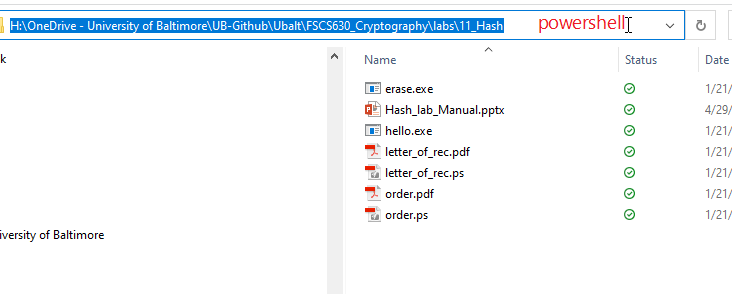 H:\OneDrive - University of Baltimore\UB-Github\Ubalt\FSCS630_Cryptography\labs\11_Hash powershell
k
Name Status
erase.exe 1/21/
Hash_lab_Manual.pptx 4/29/
hello.exe 1/21/
letter_of_rec.pdf 1/21/
letter_of_rec.ps 1/21/
order.pdf 1/21/
order.ps 1/21/
iversity of Baltimore